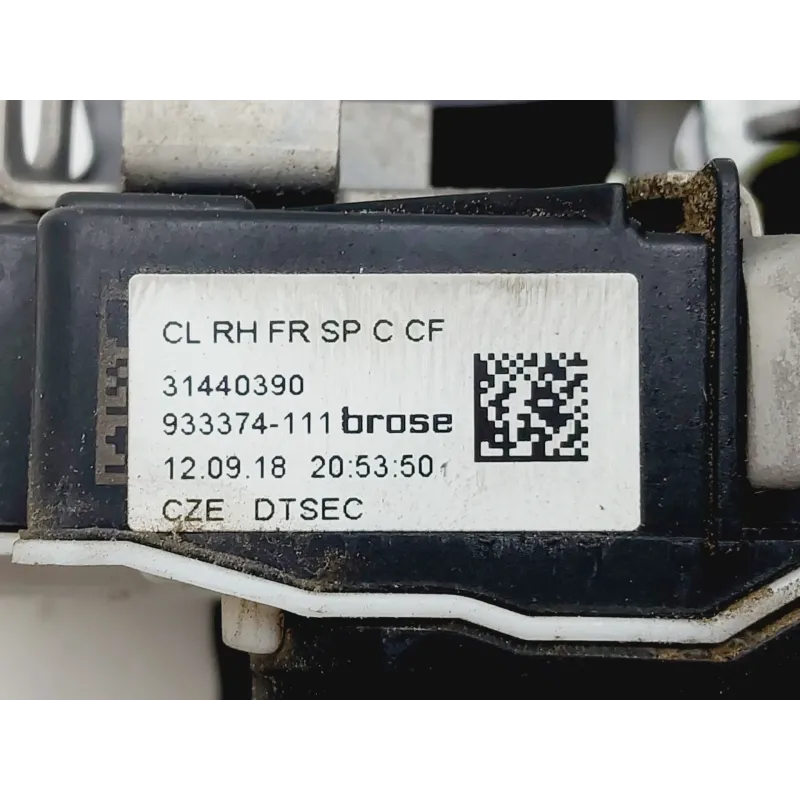 CL RH FR SP C CF
31440390
933374-111 brose
12.09.18 20:53:50
CZE DTSEC